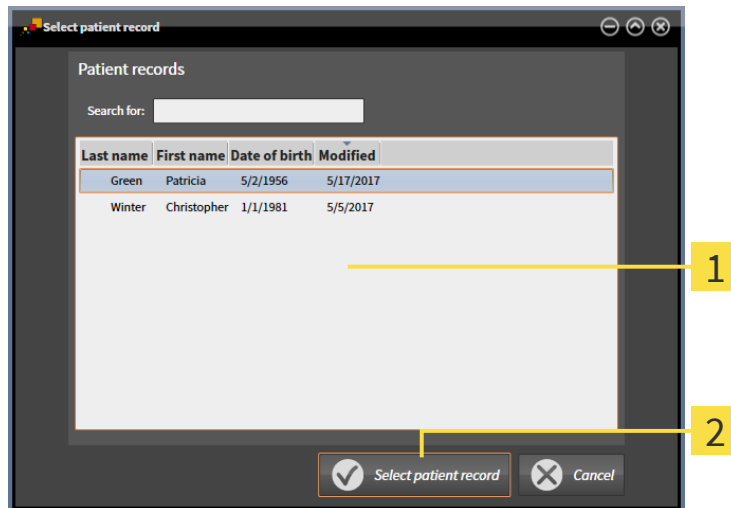 Select patient record
Patient records
Search for:
Last name First name Date of birth Modified
Green Patricia 5/2/1956 5/17/2017
Winter Christopher 1/1/1981 5/5/2017
1
2
Select patient record Cancel